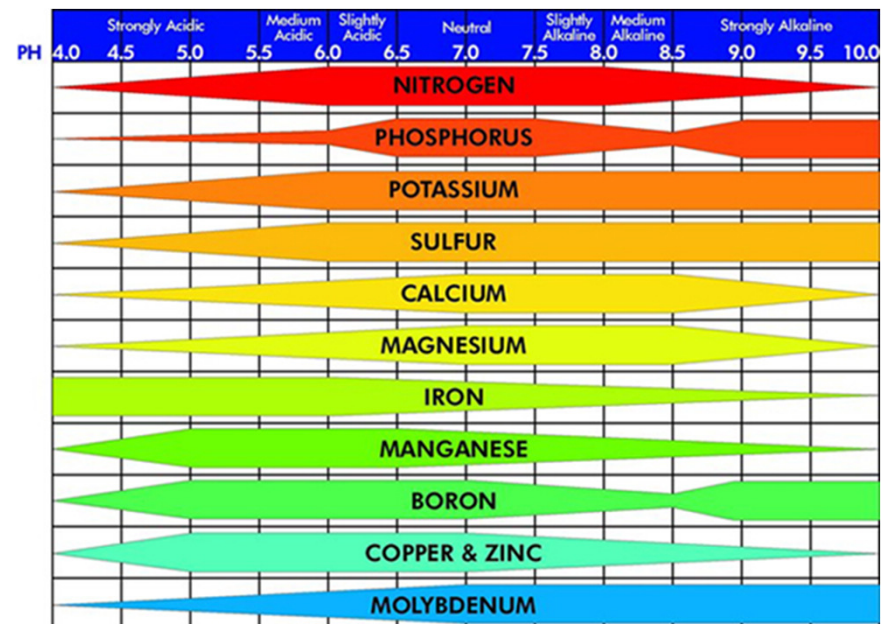 Strongly Acidic
Medium
Acidic
Slightly
Acidic
Neutral
Slightly
Alkaline
Medium
Alkaline
Strongly Alkaline
PH 4.0 4.5 5.0 5.5 6.0 6.5 7.0 7.5 8.0 8.5 9.0 9.5 10.0
NITROGEN
PHOSPHORUS
POTASSIUM
SULFUR
CALCIUM
MAGNESIUM
IRON
MANGANESE
BORON
COPPER & ZINC
MOLYBDENUM